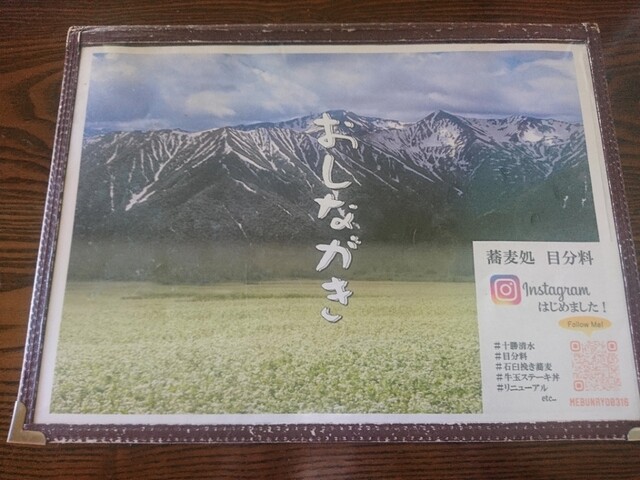 おしながき
蕎麦処 目分料
Instagram
はじめました！
Follow Me!
#十勝清水
#目分料
#石臼挽き蕎麦
#牛玉ステーキ丼
#リニューアル
etc...
MEBUNRYOO316